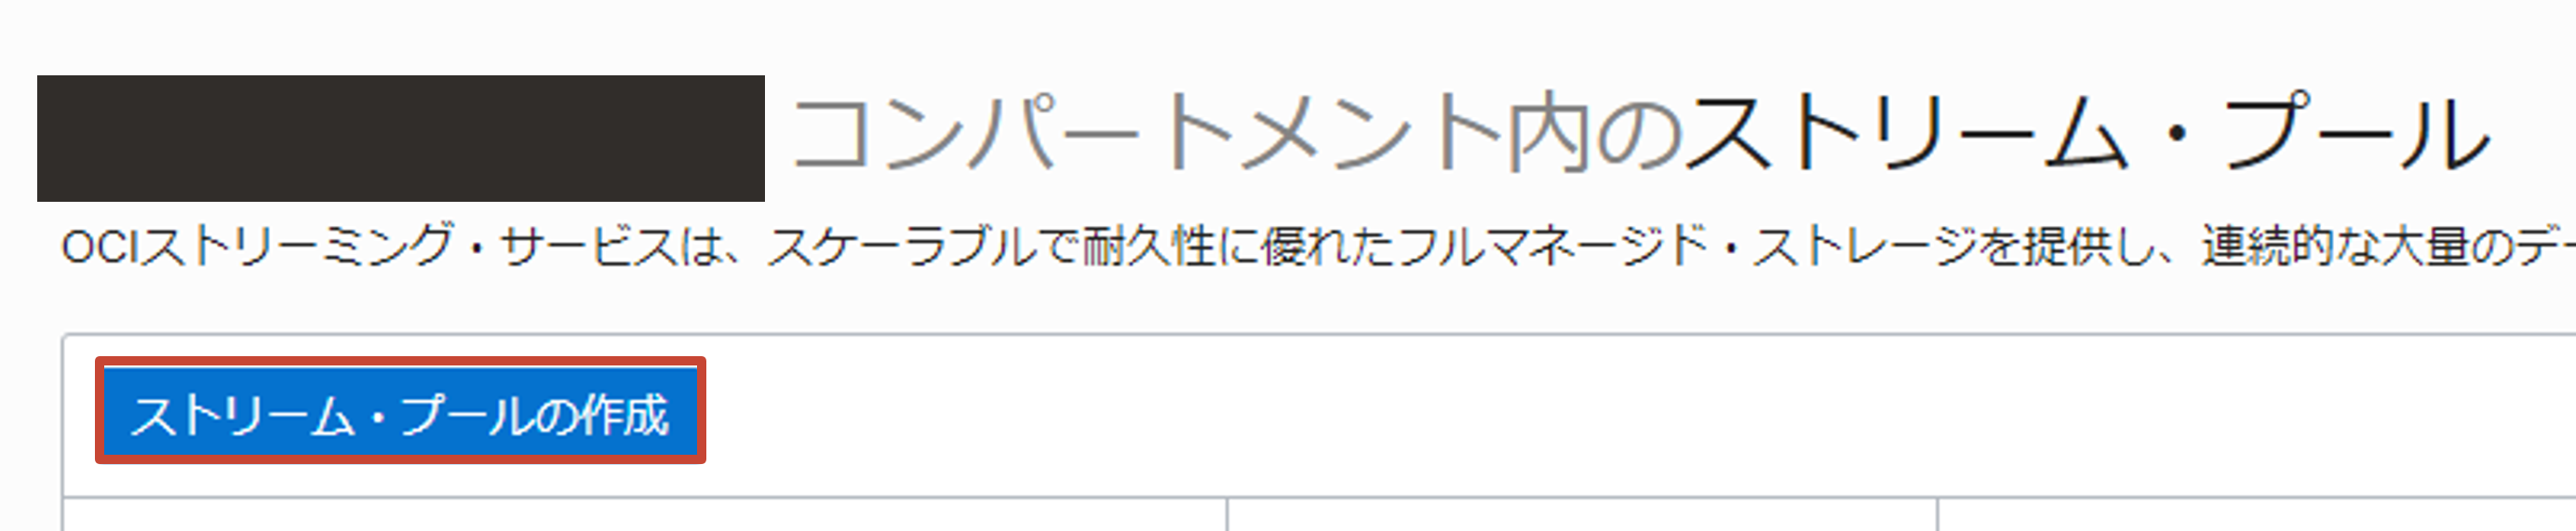 コンパートメント内のストリーム・プール
OCIストリーミング・サービスは、スケーラブルで耐久性に優れたフルマネージド・ストレージを提供し、連続的な大量のデー
ストリーム・プールの作成